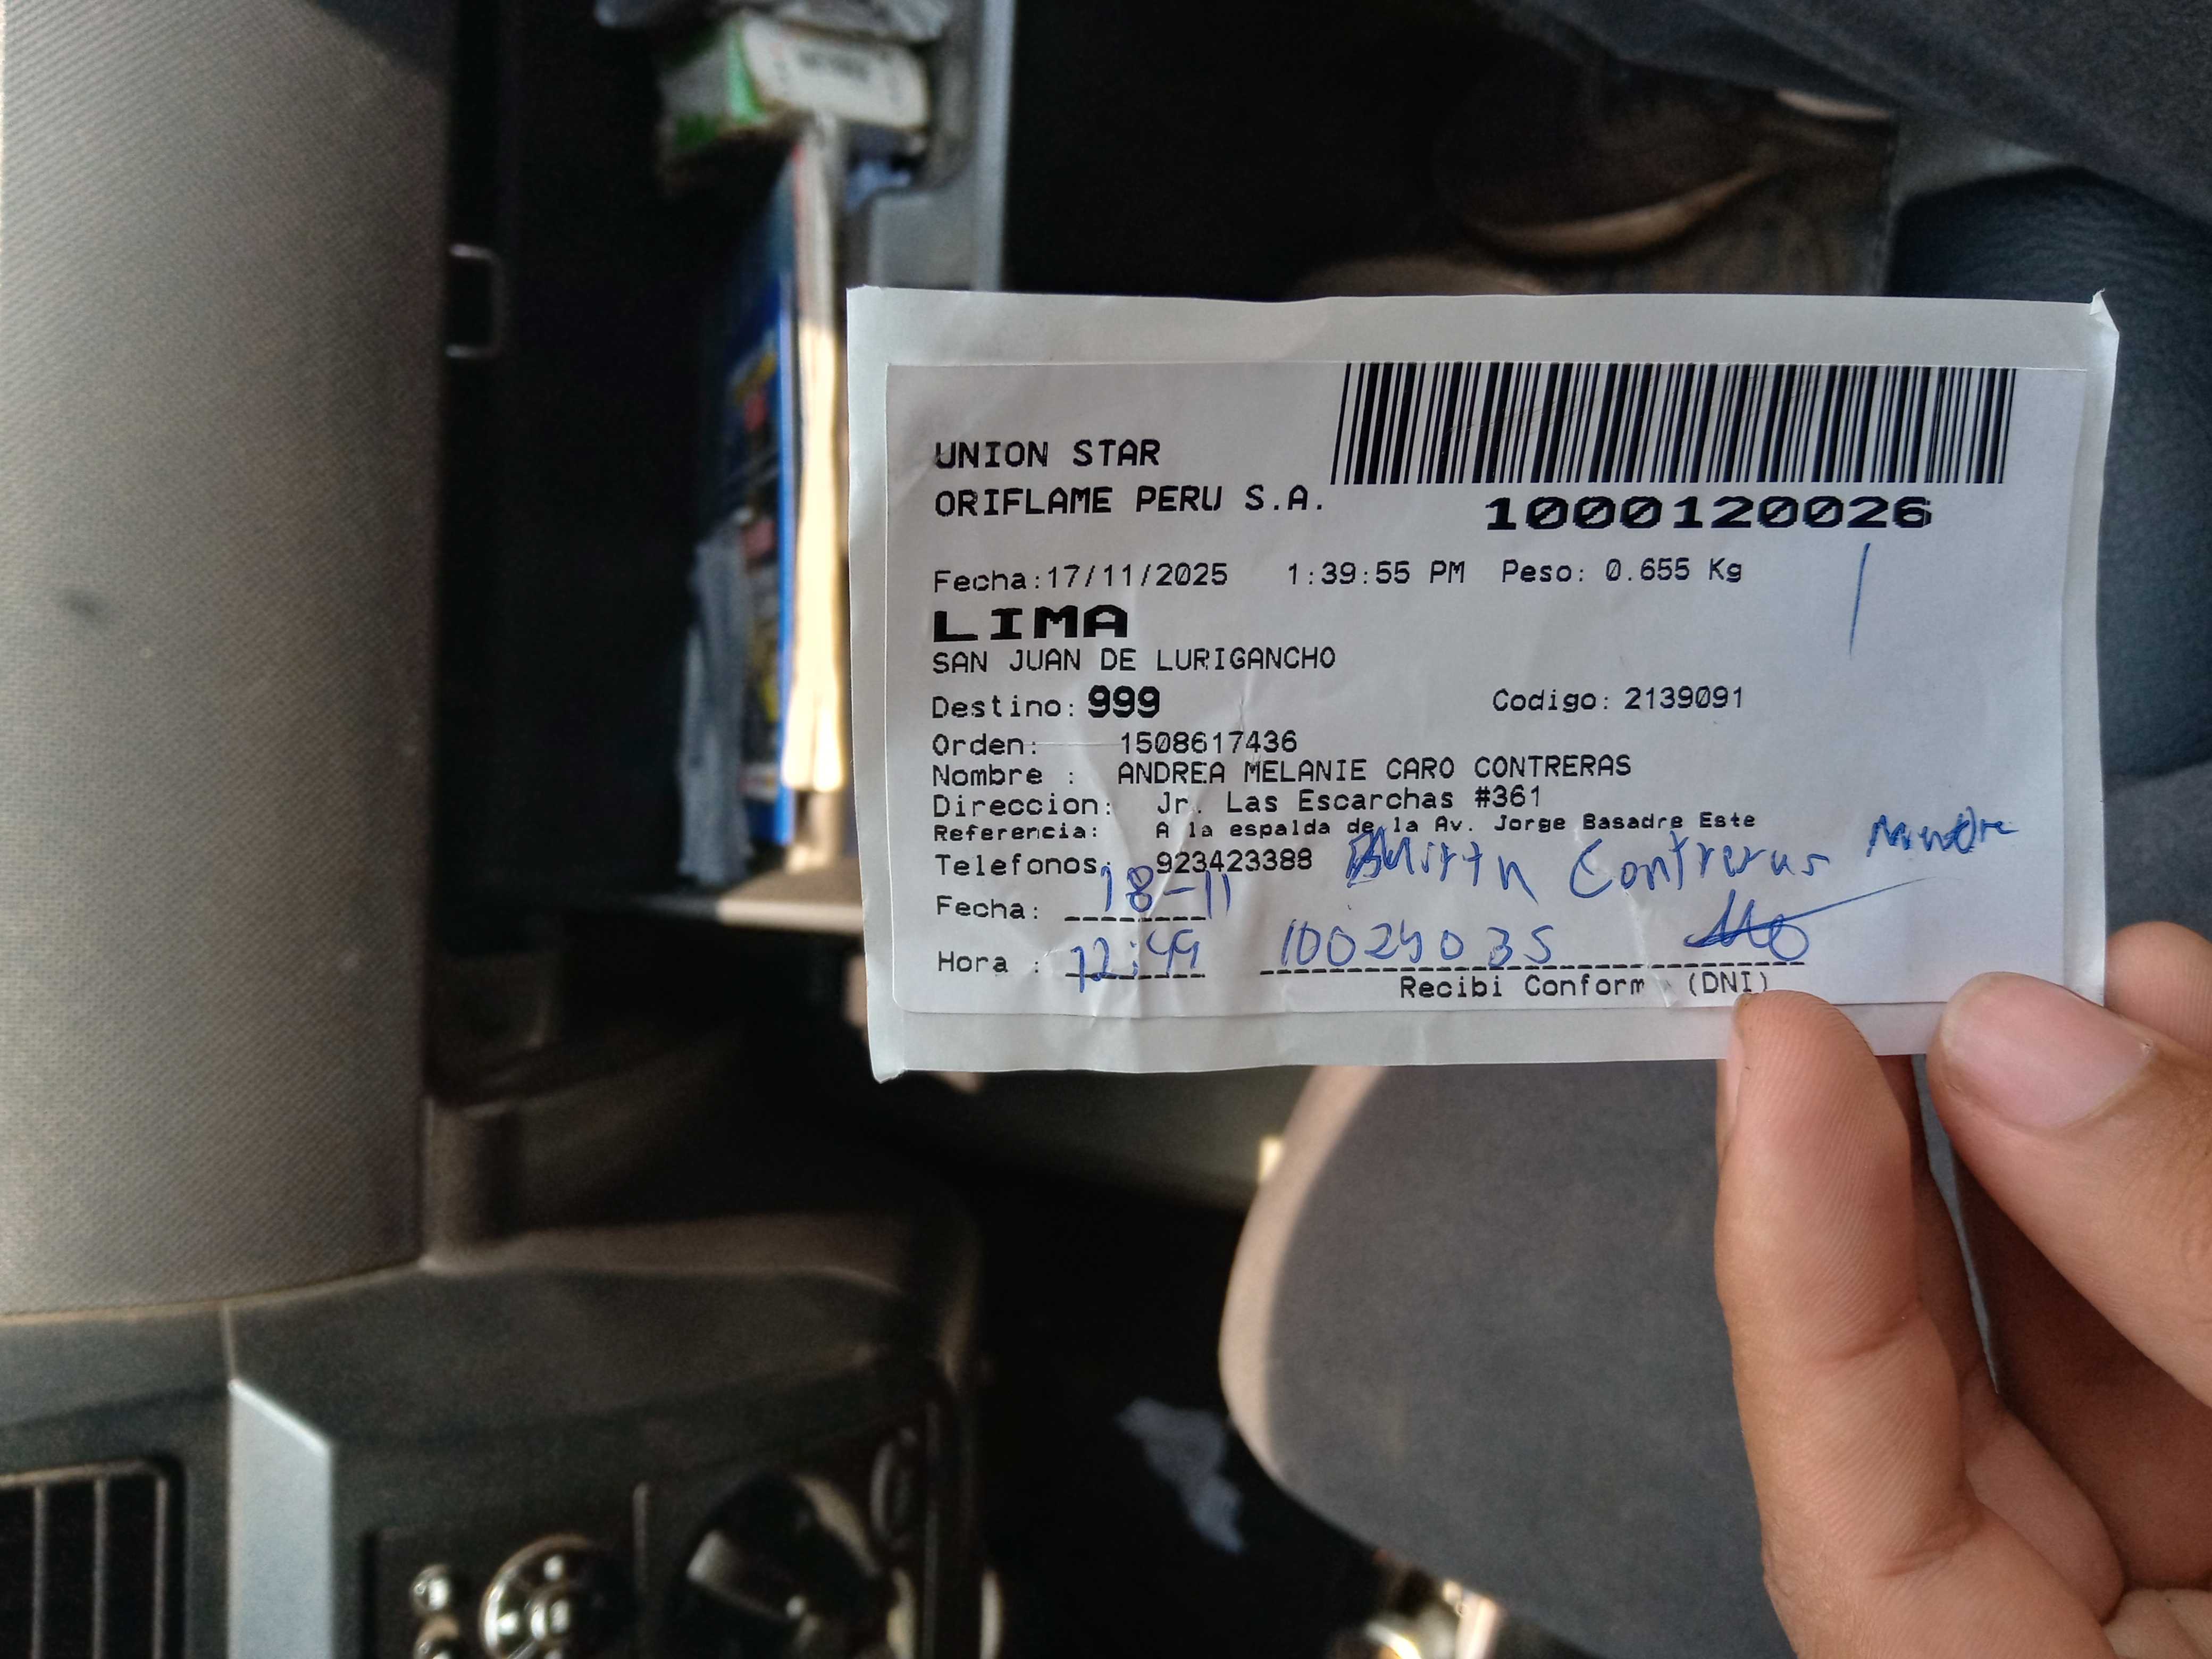 UNION STAR
ORIFLAME PERU S.A.
1000120026
Fecha:17/11/2025 1:39:55 PM Peso: 0.655 Kg
LIMA
SAN JUAN DE LURIGANCHO
Destino: 999 Codigo: 2139091
Orden: 1508617436
Nombre : ANDREA MELANIE CARO CONTRERAS
Direccion: Jr. Las Escarchas #361
Referencia: A la espalda de la Av. Jorge Basadre Este
Telefonos: 923423388 Contreras
Fecha: 18-11
Hora : 12:49 10024035
Recibi Conform (DNI)